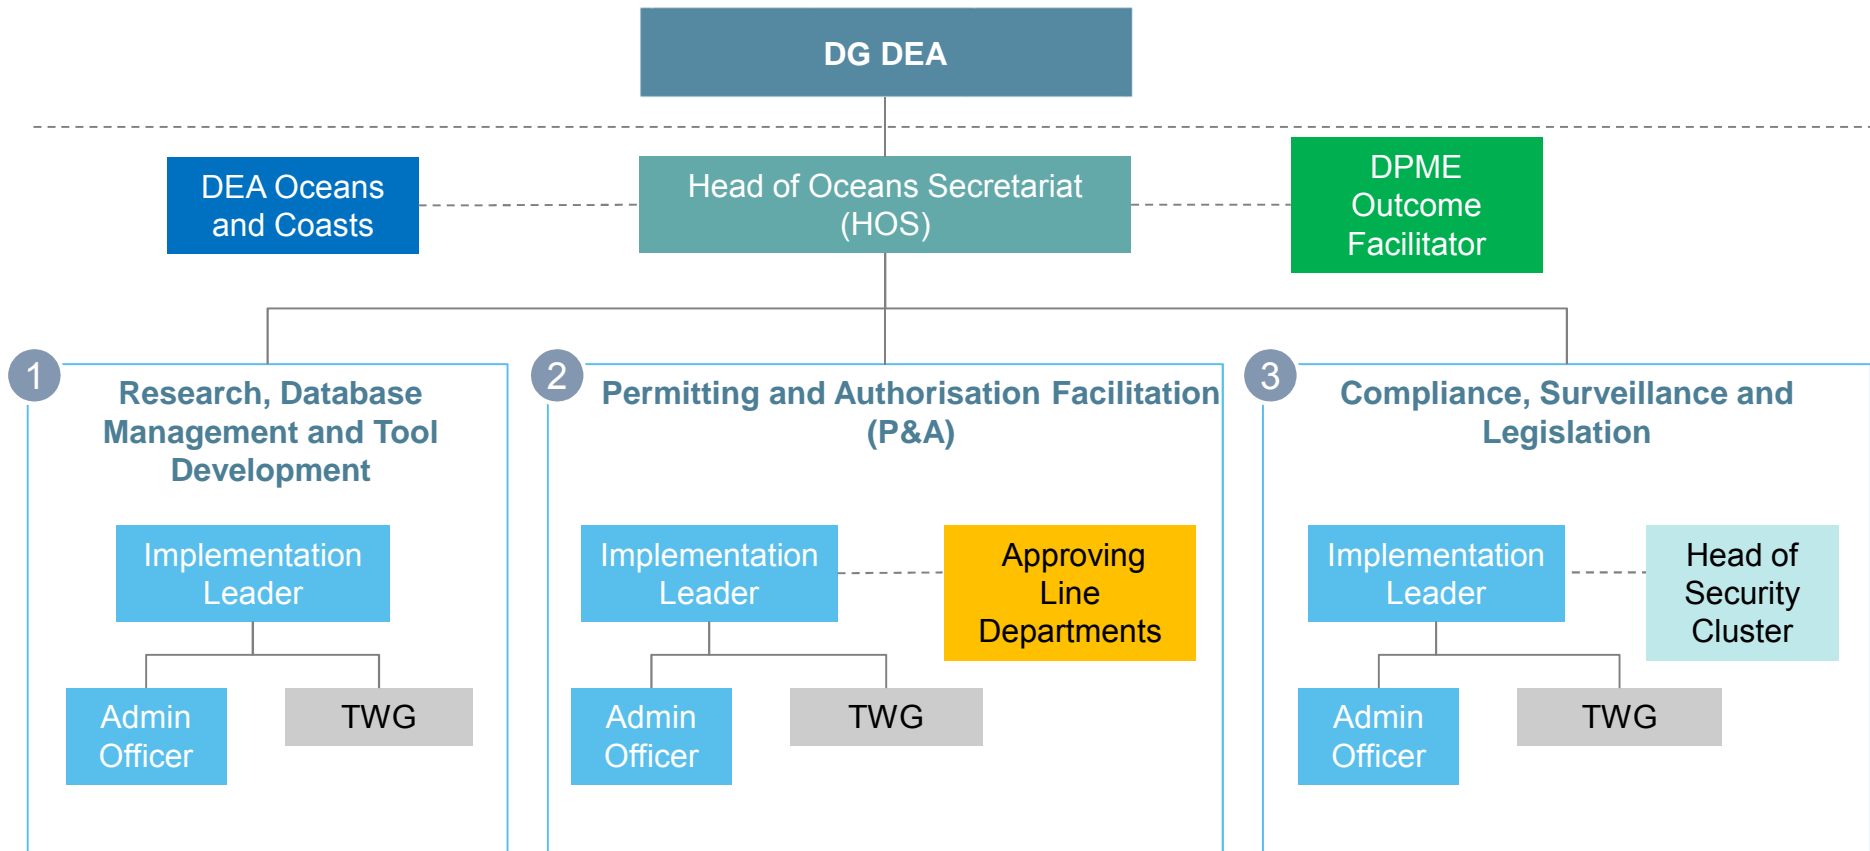 DG DEA
DEA Oceans
and Coasts
Head of Oceans Secretariat
(HOS)
DPME
Outcome
Facilitator
1
Research, Database
Management and Tool
Development
Implementation
Leader
Admin
Officer
TWG
2
Permitting and Authorisation Facilitation
(P&A)
Implementation
Leader
Approving
Line
Departments
Admin
Officer
TWG
3
Compliance, Surveillance and
Legislation
Implementation
Leader
Head of
Security
Cluster
Admin
Officer
TWG